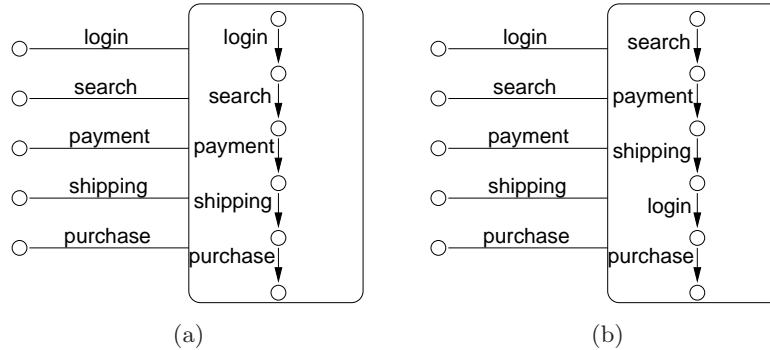 login
search
payment
shipping
purchase
login
search
payment
shipping
purchase
(a)
login
search
payment
shipping
purchase
search
payment
shipping
login
purchase
(b)